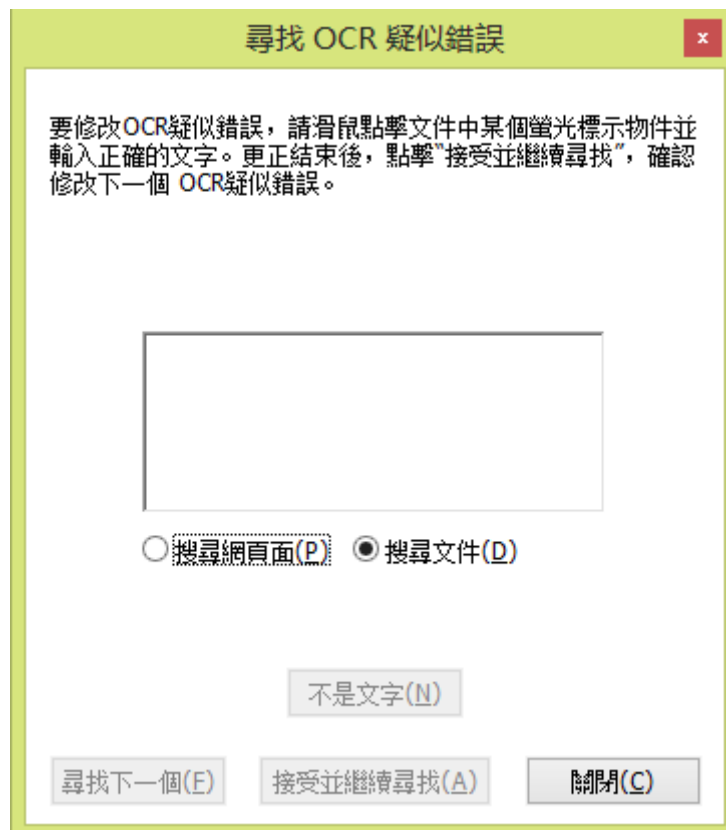 尋找 OCR 疑似錯誤
x
要修改OCR疑似錯誤，請滑鼠點擊文件中某個螢光標示物件並
輸入正確的文字。更正結束後，點擊“接受並繼續尋找”，確認
修改下一個 OCR疑似錯誤。
搜尋網頁面(P) 搜尋文件(D)
不是文字(N)
尋找下一個(F) 接受並繼續尋找(A) 關閉(C)